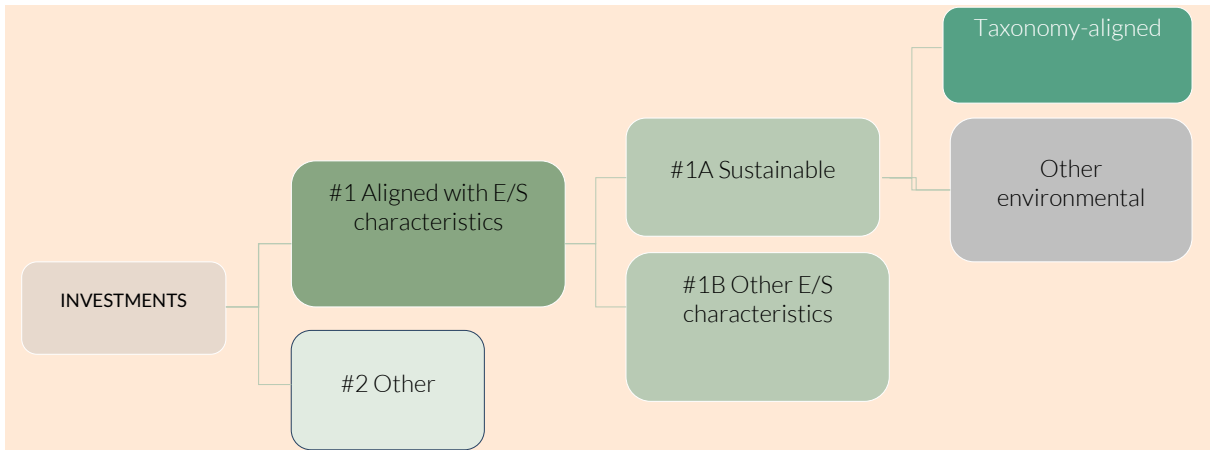 INVESTMENTS
#1 Aligned with E/S
characteristics
#2 Other
#1A Sustainable
#1B Other E/S
characteristics
Taxonomy-aligned
Other
environmental